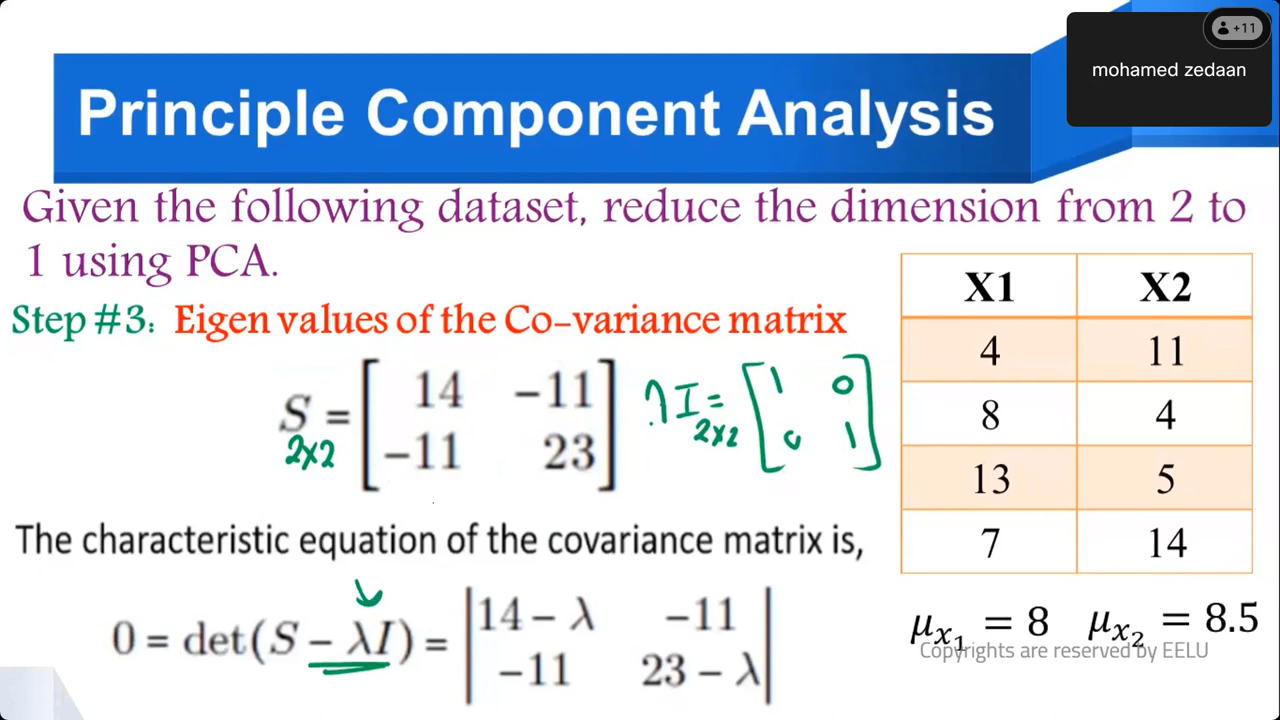 +11
mohamed zedaan
Principle Component Analysis
Given the following dataset, reduce the dimension from 2 to
1 using PCA.
Step #3: Eigen values of the Co-variance matrix
S = [ 14 -11
-11 23 ]
2x2
λI = [ 1 0
0 1 ]
2x2
The characteristic equation of the covariance matrix is,
0 = det(S − λI) = | 14 − λ −11
−11 23 − λ |
X1 X2
4 11
8 4
13 5
7 14
μx1 = 8 μx2 = 8.5
Copyrights are reserved by EELU